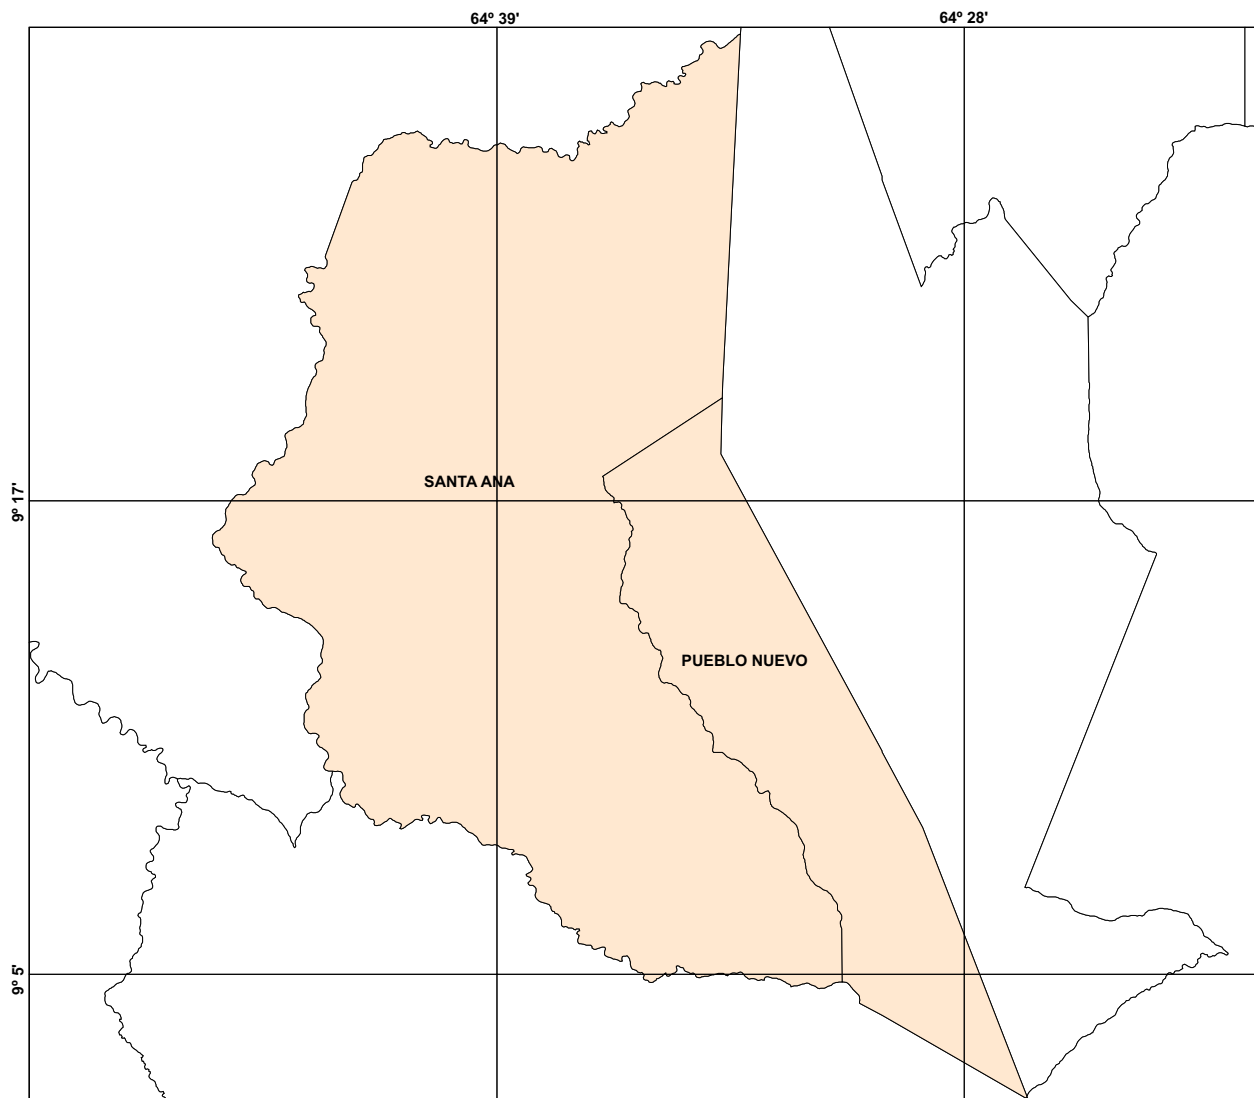 64º 39'
64º 28'
SANTA ANA
9º 17'
PUEBLO NUEVO
9º 5'